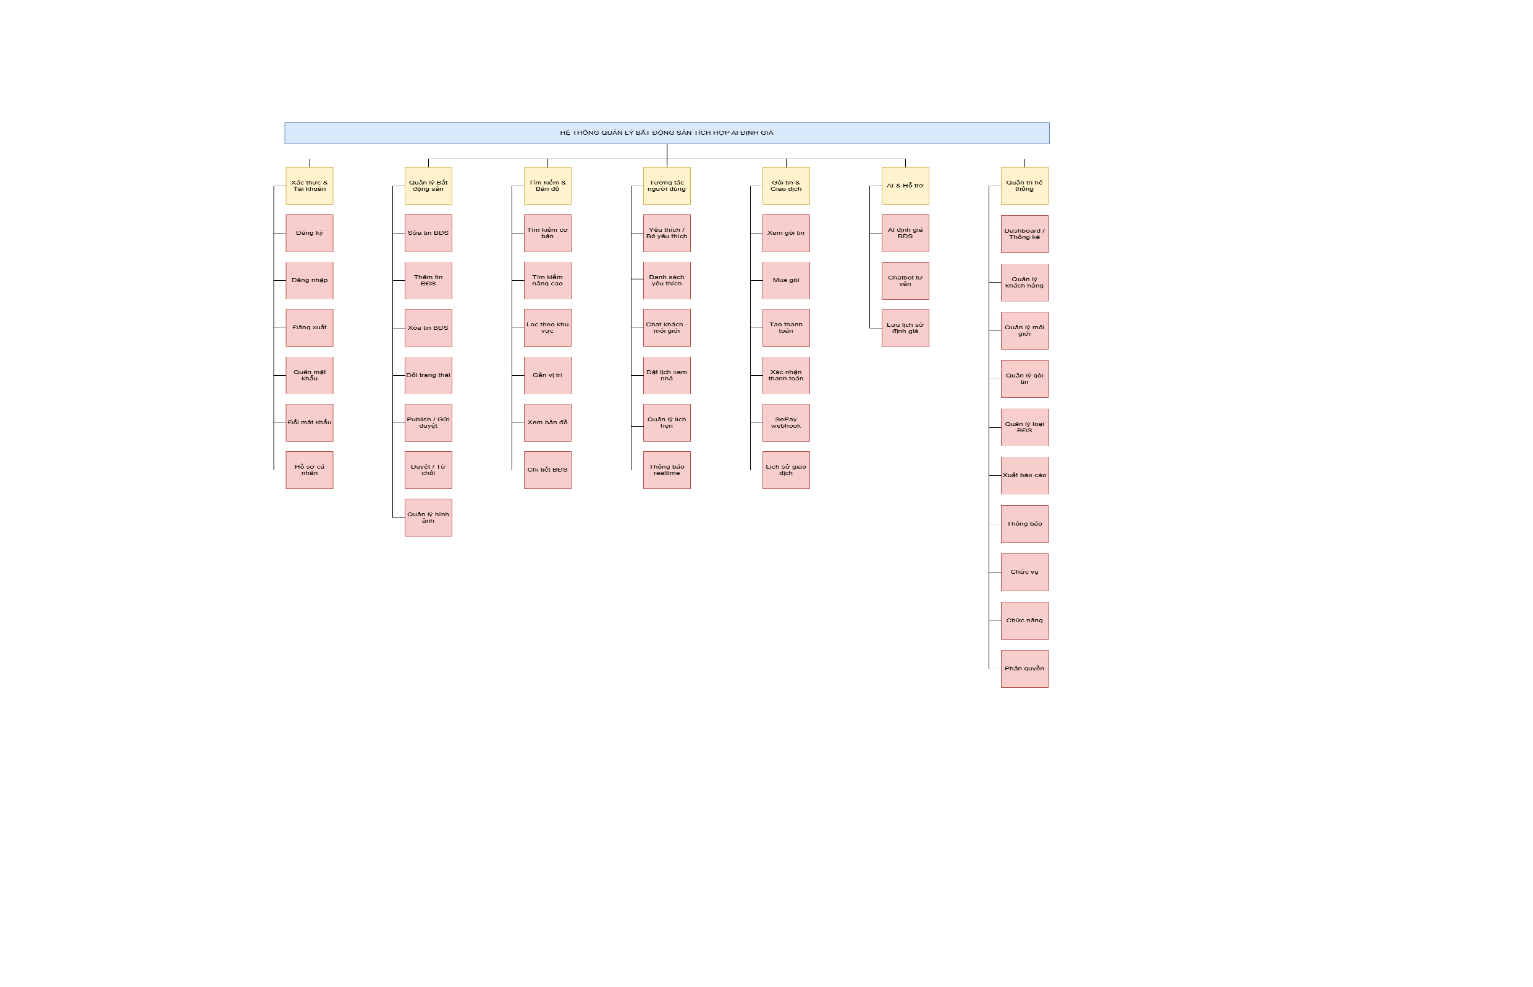 HỆ THỐNG QUẢN LÝ BẤT ĐỘNG SẢN TÍCH HỢP AI ĐỊNH GIÁ
Xác thực &
Tài khoản
Đăng ký
Đăng nhập
Đăng xuất
Quên mật
khẩu
Đổi mật khẩu
Hồ sơ cá
nhân
Quản lý Bất
động sản
Sửa tin BĐS
Thêm tin
BĐS
Xóa tin BĐS
Đổi trạng thái
Publish / Gửi
duyệt
Duyệt / Từ
chối
Quản lý hình
ảnh
Tìm kiếm &
Bản đồ
Tìm kiếm cơ
bản
Tìm kiếm
nâng cao
Lọc theo khu
vực
Gần vị trí
Xem bản đồ
Chi tiết BĐS
Tương tác
người dùng
Yêu thích /
Bỏ yêu thích
Danh sách
yêu thích
Chat khách -
môi giới
Đặt lịch xem
nhà
Quản lý lịch
hẹn
Thông báo
realtime
Gói tin &
Giao dịch
Xem gói tin
Mua gói
Tạo thanh
toán
Xác nhận
thanh toán
SePay
webhook
Lịch sử giao
dịch
AI & Hỗ trợ
AI định giá
BĐS
Chatbot tư
vấn
Lưu lịch sử
định giá
Quản trị hệ
thống
Dashboard /
Thống kê
Quản lý
khách hàng
Quản lý môi
giới
Quản lý gói
tin
Quản lý loại
BĐS
Xuất báo cáo
Thông báo
Chức vụ
Chức năng
Phân quyền